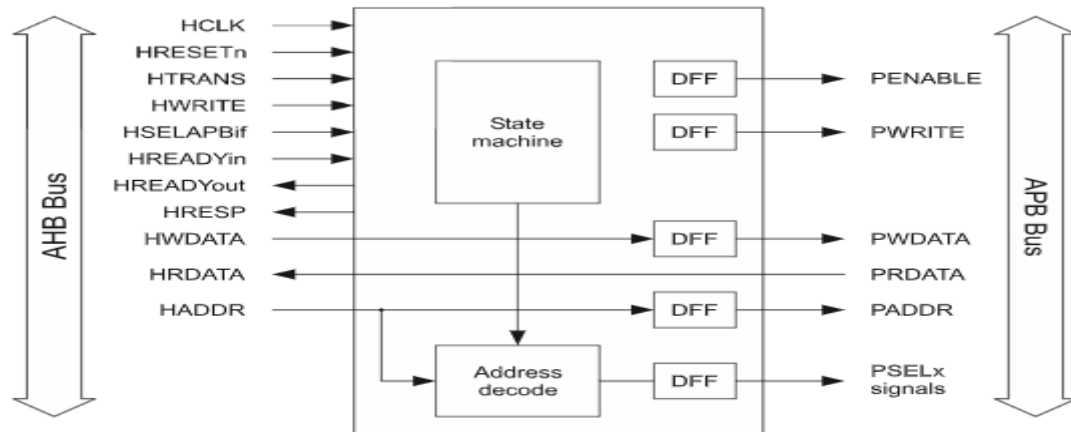 AHB Bus
HCLK
HRESETn
HTRANS
HWRITE
HSELAPBif
HREADYin
HREADYout
HRESP
HWDATA
HRDATA
HADDR
State
machine
Address
decode
DFF
DFF
DFF
DFF
DFF
PENABLE
PWRITE
PWDATA
PRDATA
PADDR
PSELx
signals
APB Bus